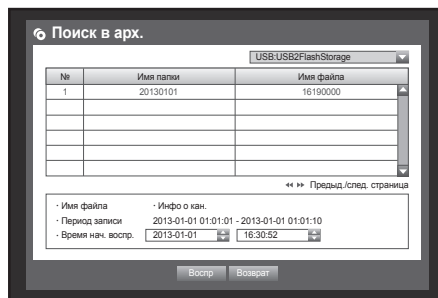 Поиск в арх.
USB:USB2FlashStorage
№ Имя папки Имя файла
1 20130101 16190000
Предыд./след. страница
· Имя файла · Инфо о кан.
· Период записи 2013-01-01 01:01:01 - 2013-01-01 01:01:10
· Время нач. воспр. 2013-01-01 16:30:52
Воспр Возврат